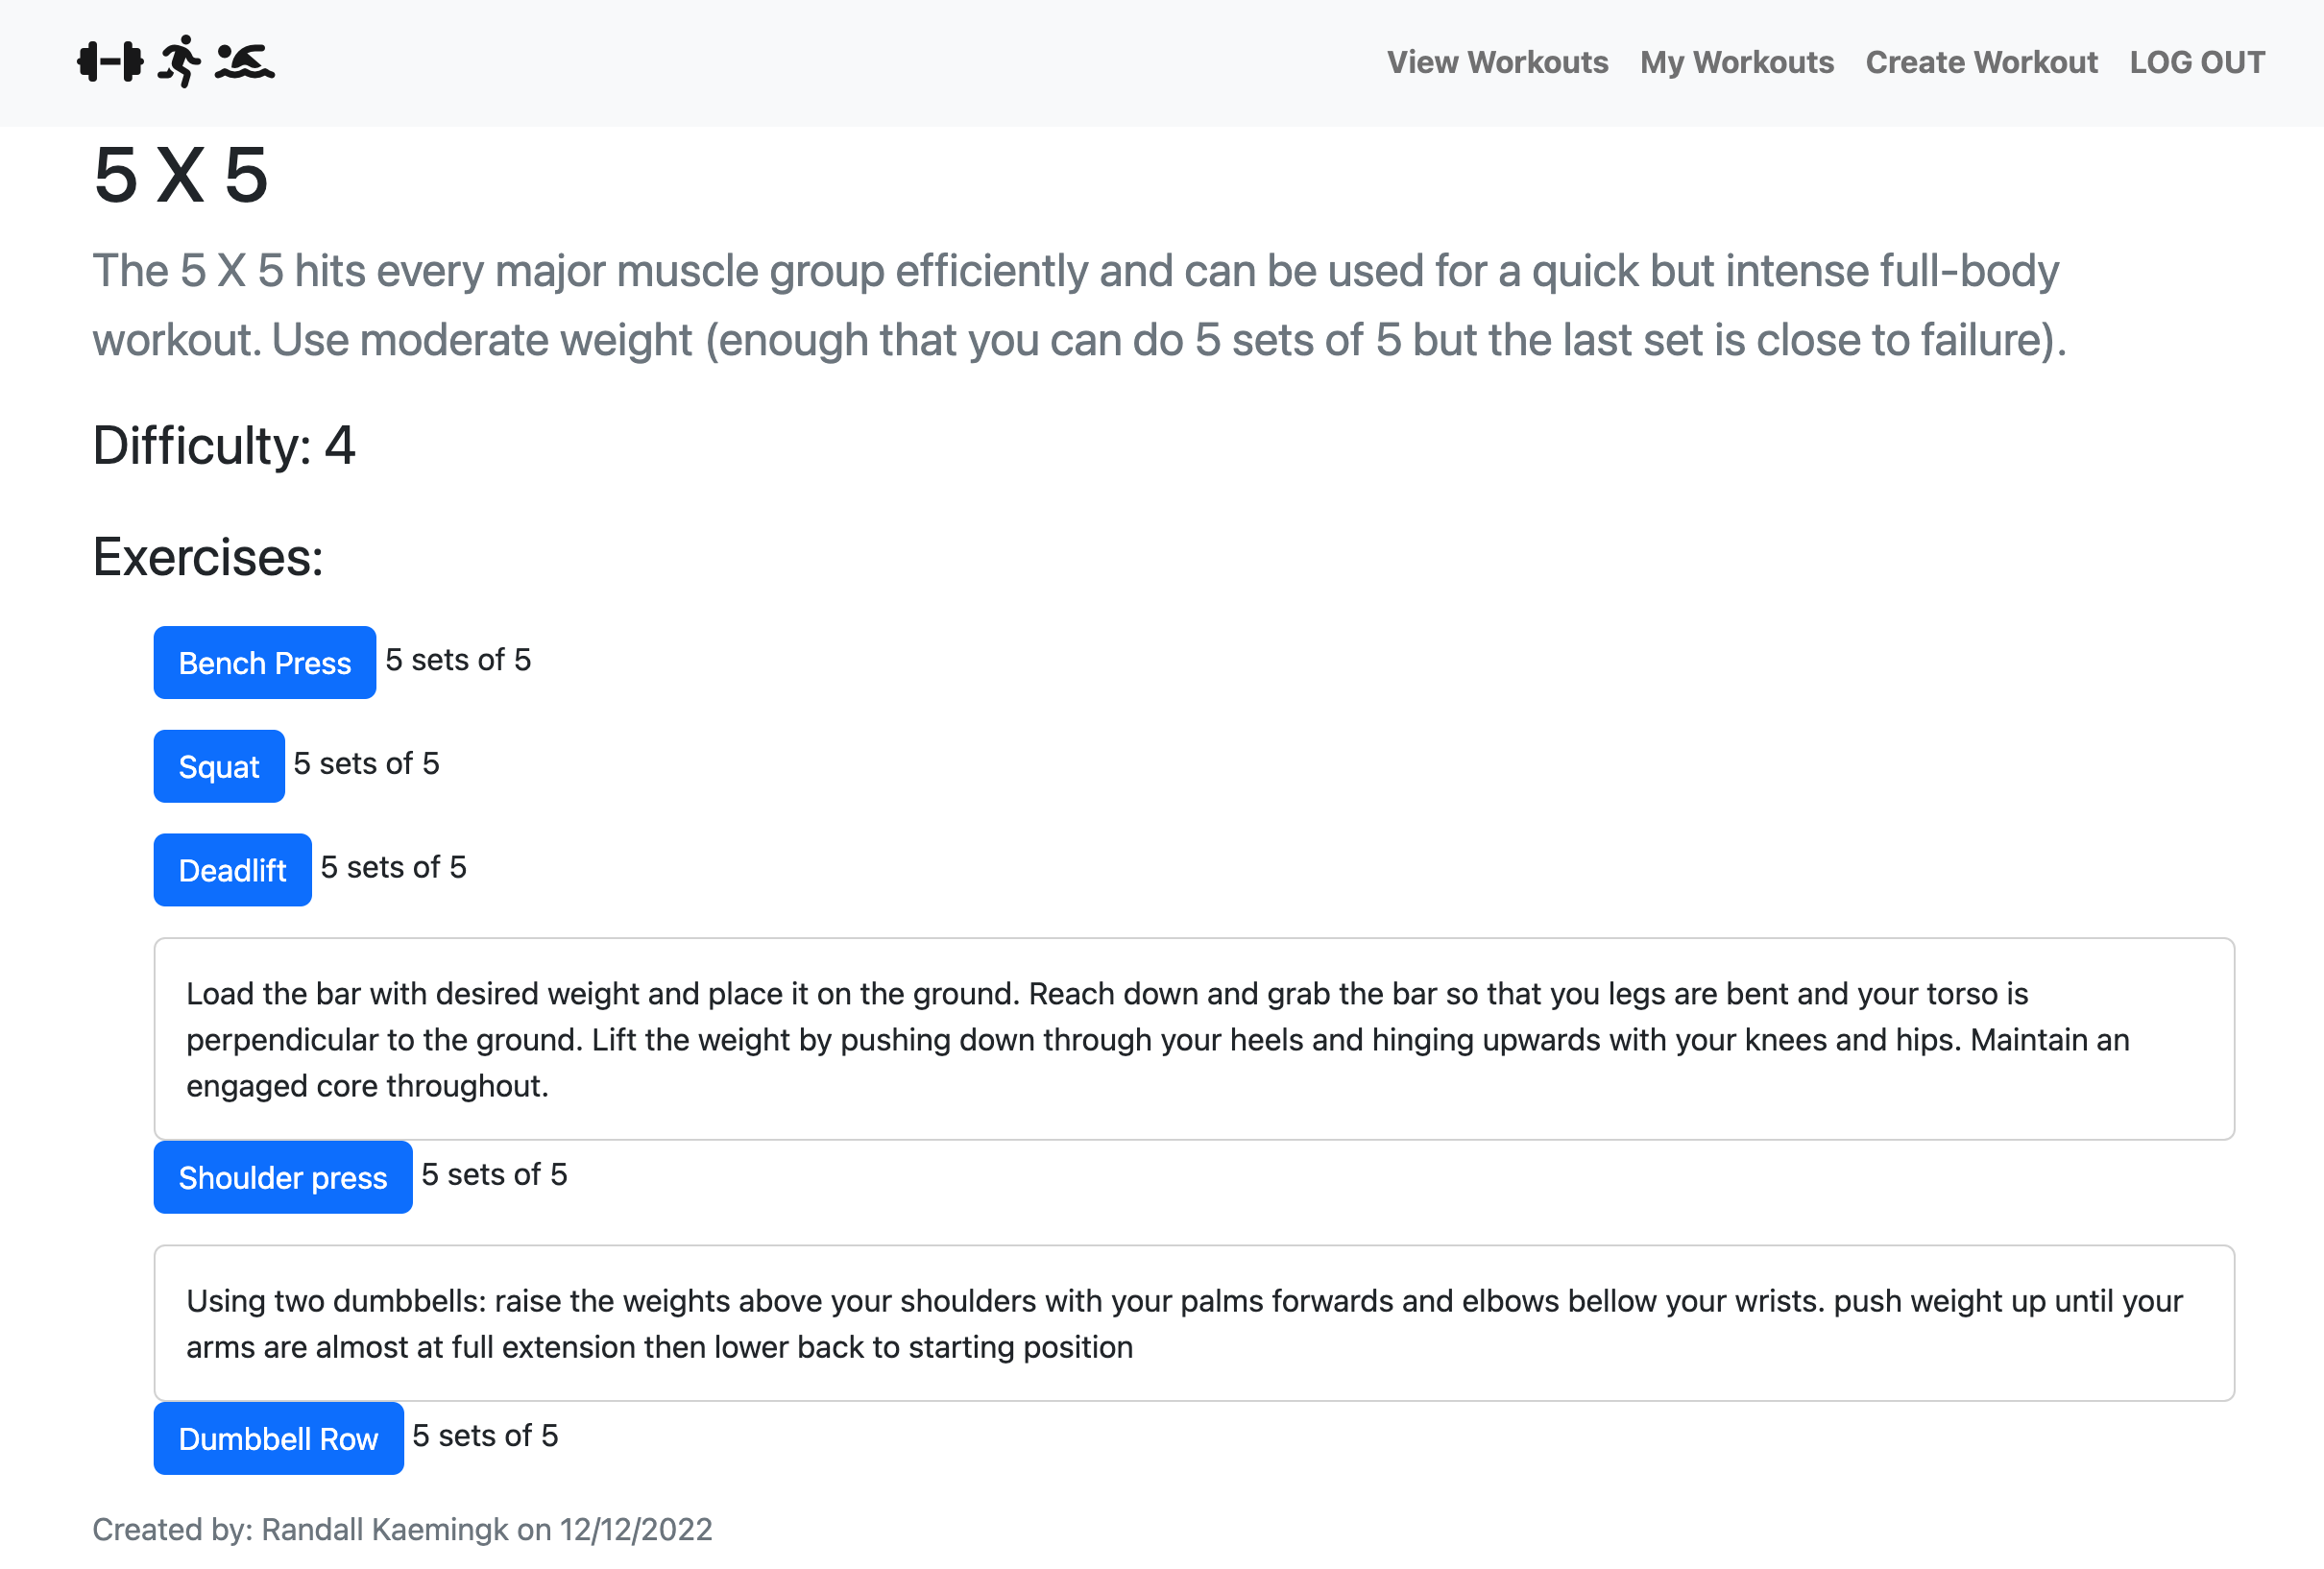 View Workouts My Workouts Create Workout LOG OUT
5 X 5
The 5 X 5 hits every major muscle group efficiently and can be used for a quick but intense full-body
workout. Use moderate weight (enough that you can do 5 sets of 5 but the last set is close to failure).
Difficulty: 4
Exercises:
Bench Press 5 sets of 5
Squat 5 sets of 5
Deadlift 5 sets of 5
Load the bar with desired weight and place it on the ground. Reach down and grab the bar so that you legs are bent and your torso is
perpendicular to the ground. Lift the weight by pushing down through your heels and hinging upwards with your knees and hips. Maintain an
engaged core throughout.
Shoulder press 5 sets of 5
Using two dumbbells: raise the weights above your shoulders with your palms forwards and elbows bellow your wrists. push weight up until your
arms are almost at full extension then lower back to starting position
Dumbbell Row 5 sets of 5
Created by: Randall Kaemingk on 12/12/2022